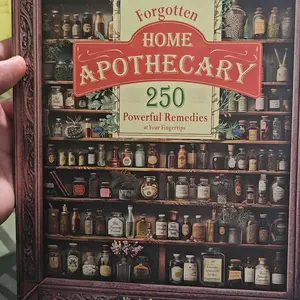 Forgotten
HOME
APOTHECARY
250
Powerful Remedies
at Your Fingertips